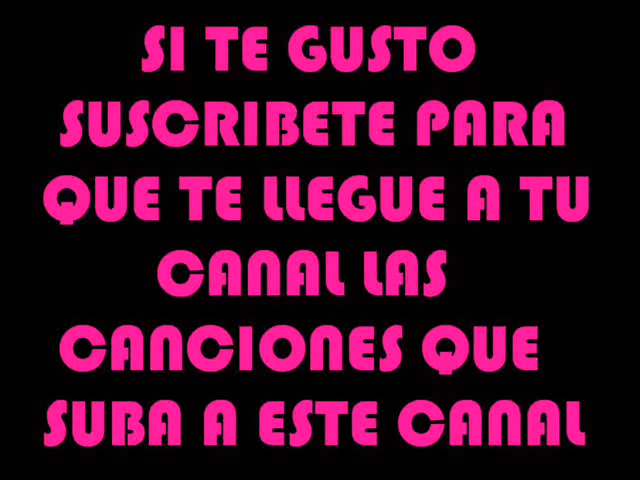 SI TE GUSTO
SUSCRIBETE PARA
QUE TE LLEGUE A TU
CANAL LAS
CANCIONES QUE
SUBA A ESTE CANAL